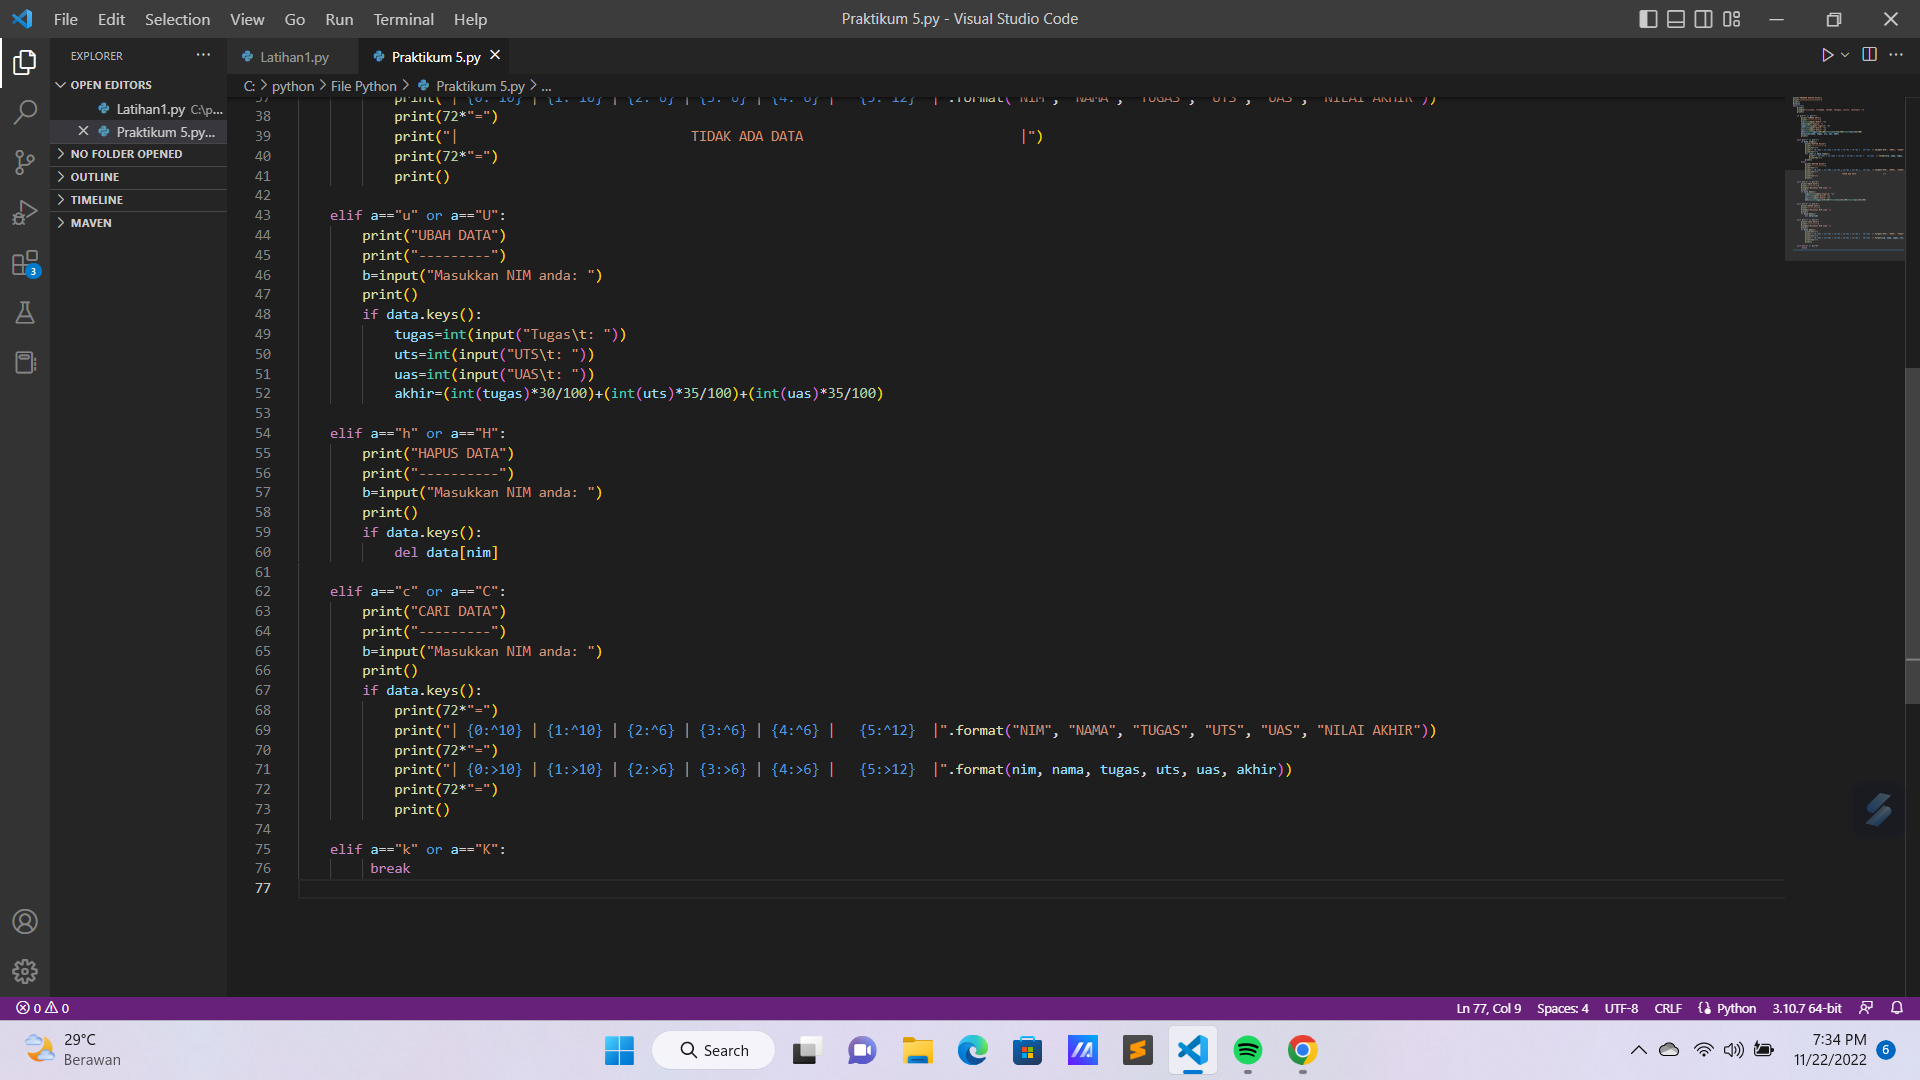 File Edit Selection View Go Run Terminal Help
Praktikum 5.py - Visual Studio Code
EXPLORER
OPEN EDITORS
Latihan1.py C:\p...
Praktikum 5.py...
NO FOLDER OPENED
OUTLINE
TIMELINE
MAVEN
3
Latihan1.py Praktikum 5.py
C: > python > File Python > Praktikum 5.py > ...
38 print(72*"=")
39 print("| TIDAK ADA DATA |")
40 print(72*"=")
41 print()
42
43 elif a=="u" or a=="U":
44 print("UBAH DATA")
45 print("---------")
46 b=input("Masukkan NIM anda: ")
47 print()
48 if data.keys():
49 tugas=int(input("Tugas\t: "))
50 uts=int(input("UTS\t: "))
51 uas=int(input("UAS\t: "))
52 akhir=(int(tugas)*30/100)+(int(uts)*35/100)+(int(uas)*35/100)
53
54 elif a=="h" or a=="H":
55 print("HAPUS DATA")
56 print("----------")
57 b=input("Masukkan NIM anda: ")
58 print()
59 if data.keys():
60 del data[nim]
61
62 elif a=="c" or a=="C":
63 print("CARI DATA")
64 print("---------")
65 b=input("Masukkan NIM anda: ")
66 print()
67 if data.keys():
68 print(72*"=")
69 print("| {0:^10} | {1:^10} | {2:^6} | {3:^6} | {4:^6} | {5:^12} |".format("NIM", "NAMA", "TUGAS", "UTS", "UAS", "NILAI AKHIR"))
70 print(72*"=")
71 print("| {0:>10} | {1:>10} | {2:>6} | {3:>6} | {4:>6} | {5:>12} |".format(nim, nama, tugas, uts, uas, akhir))
72 print(72*"=")
73 print()
74
75 elif a=="k" or a=="K":
76 break
77
0 0
Ln 77, Col 9 Spaces: 4 UTF-8 CRLF Python 3.10.7 64-bit
29°C
Berawan
Search
7:34 PM
11/22/2022
6